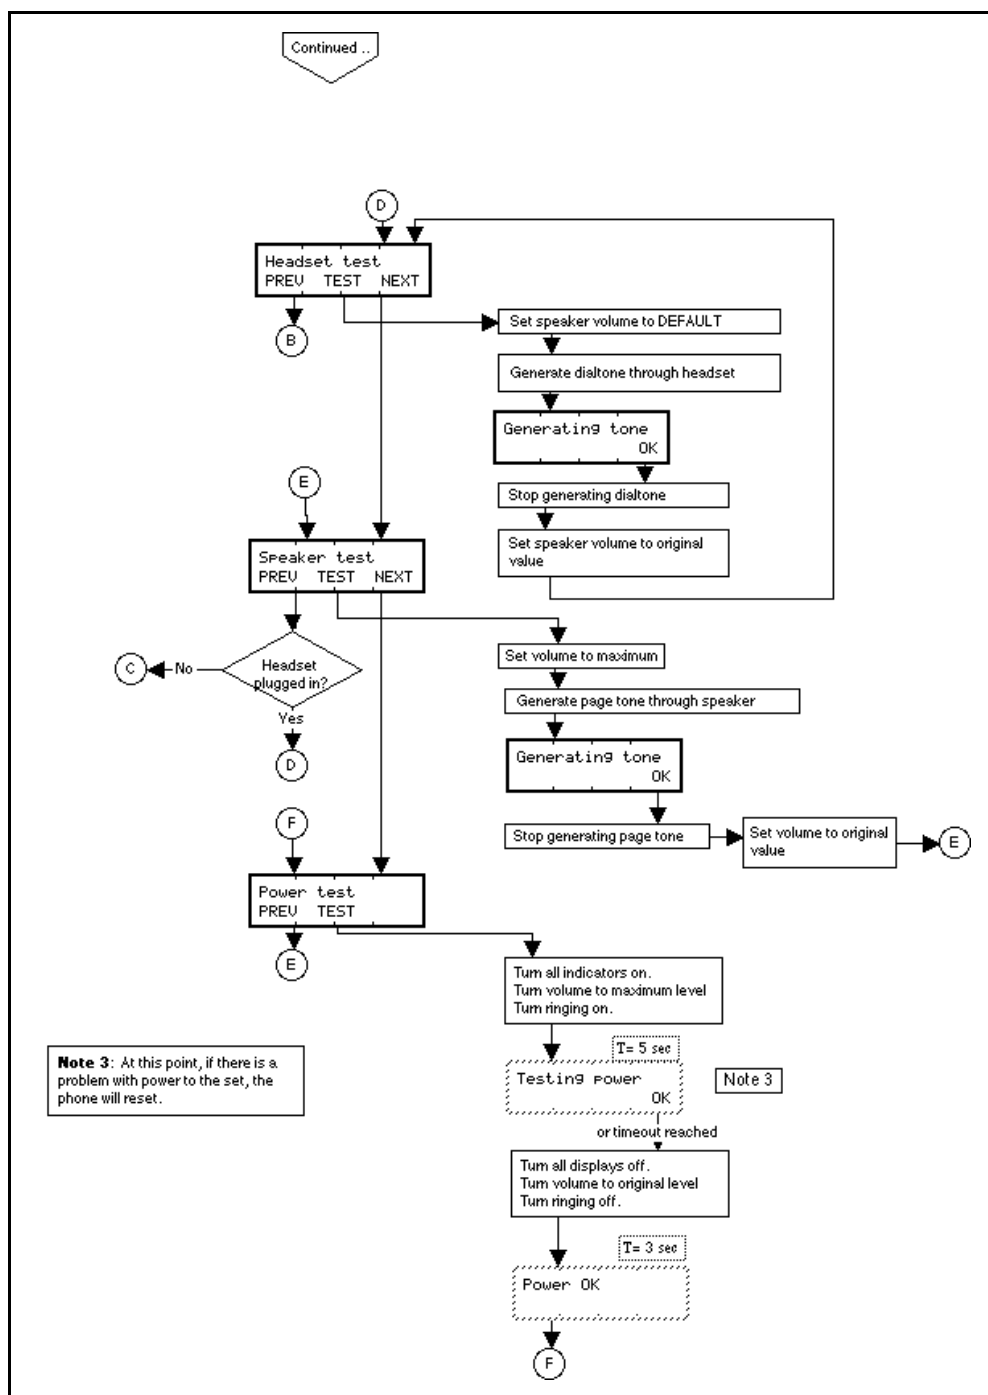 Continued ..
D
Headset test
PREV TEST NEXT
B
Set speaker volume to DEFAULT
Generate dialtone through headset
Generating tone
OK
Stop generating dialtone
Set speaker volume to original
value
E
Speaker test
PREV TEST NEXT
C
No
Headset
plugged in?
Yes
D
Set volume to maximum
Generate page tone through speaker
Generating tone
OK
Stop generating page tone
Set volume to original
value
E
F
Power test
PREV TEST
E
Turn all indicators on.
Turn volume to maximum level
Turn ringing on.
T= 5 sec
Testing power
OK
Note 3
Note 3: At this point, if there is a
problem with power to the set, the
phone will reset.
or timeout reached
Turn all displays off.
Turn volume to original level
Turn ringing off.
T= 3 sec
Power OK
F